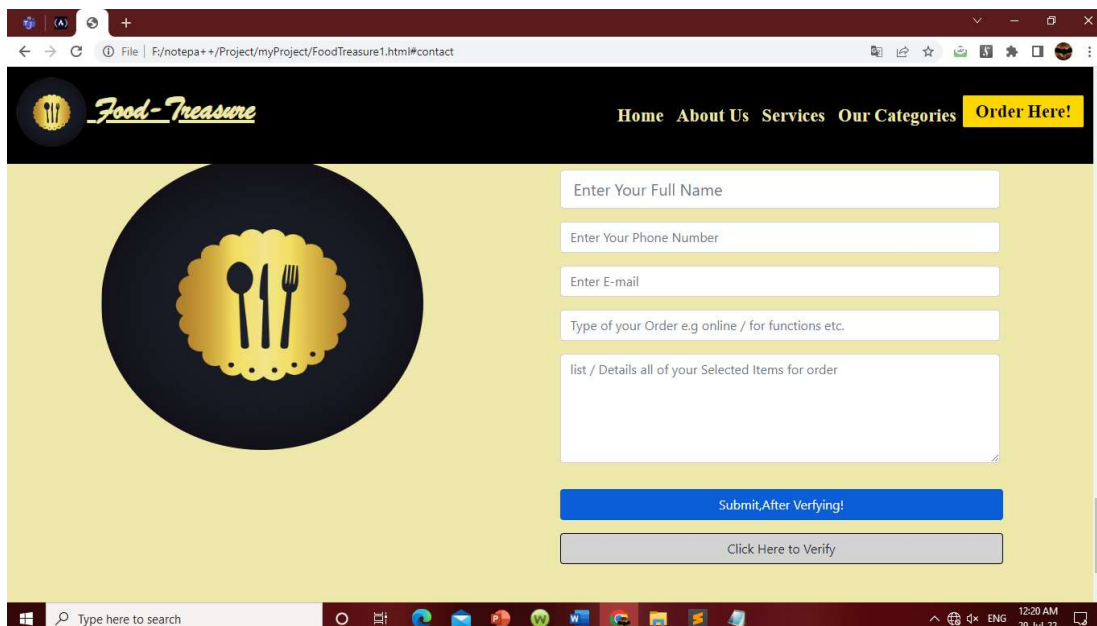 File | F:/notepa++/Project/myProject/FoodTreasure1.html#contact
Food-Treasure
Home About Us Services Our Categories Order Here!
Enter Your Full Name
Enter Your Phone Number
Enter E-mail
Type of your Order e.g online / for functions etc.
list / Details all of your Selected Items for order
Submit,After Verfying!
Click Here to Verify
Type here to search
ENG
12:20 AM
29-Jul-22